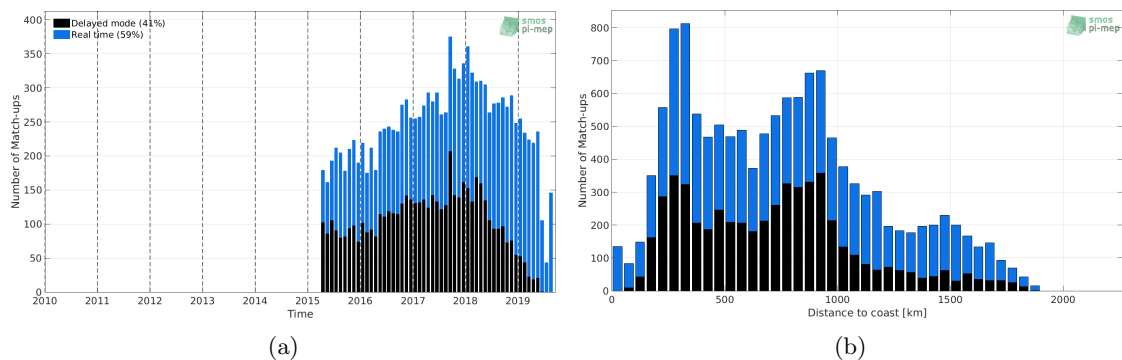 Delayed mode (41%)
Real time (59%)
smos
pi-mep
Number of Match-ups
400
350
300
250
200
150
100
50
0
2010 2011 2012 2013 2014 2015 2016 2017 2018 2019
Time
(a)
smos
pi-mep
Number of Match-ups
800
700
600
500
400
300
200
100
0
0 500 1000 1500 2000
Distance to coast [km]
(b)